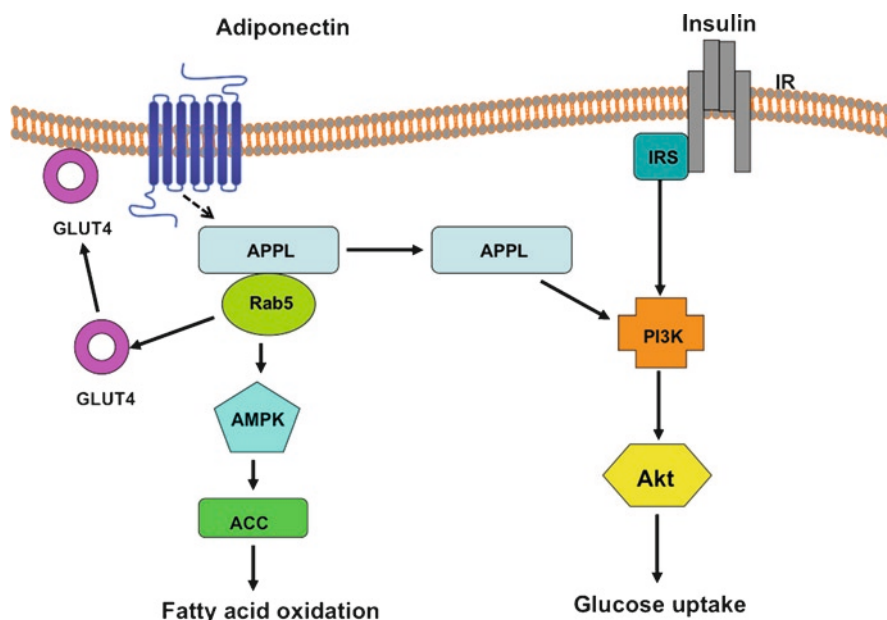 Adiponectin
Insulin
IR
IRS
GLUT4
APPL
APPL
Rab5
PI3K
GLUT4
AMPK
Akt
ACC
Fatty acid oxidation
Glucose uptake